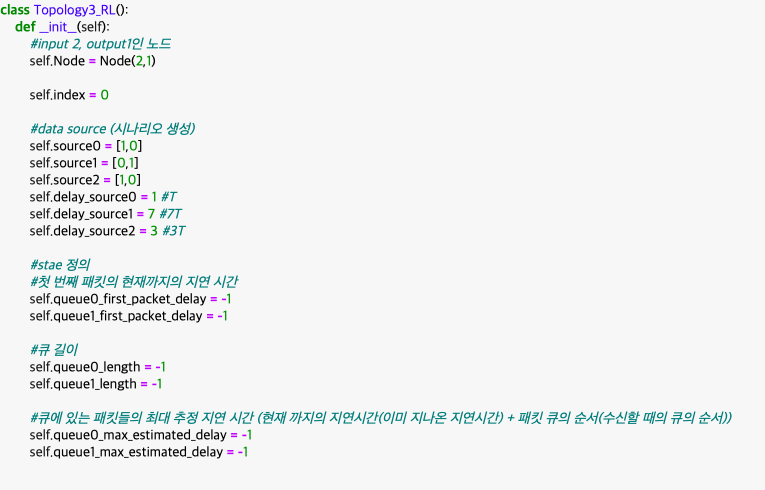 class Topology3_RL():
def __init__(self):
#input 2, output1인 노드
self.Node = Node(2,1)
self.index = 0
#data source (시나리오 생성)
self.source0 = [1,0]
self.source1 = [0,1]
self.source2 = [1,0]
self.delay_source0 = 1 #T
self.delay_source1 = 7 #7T
self.delay_source2 = 3 #3T
#stae 정의
#첫 번째 패킷의 현재까지의 지연 시간
self.queue0_first_packet_delay = -1
self.queue1_first_packet_delay = -1
#큐 길이
self.queue0_length = -1
self.queue1_length = -1
#큐에 있는 패킷들의 최대 추정 지연 시간 (현재 까지의 지연시간(이미 지나온 지연시간) + 패킷 큐의 순서(수신할 때의 큐의 순서))
self.queue0_max_estimated_delay = -1
self.queue1_max_estimated_delay = -1